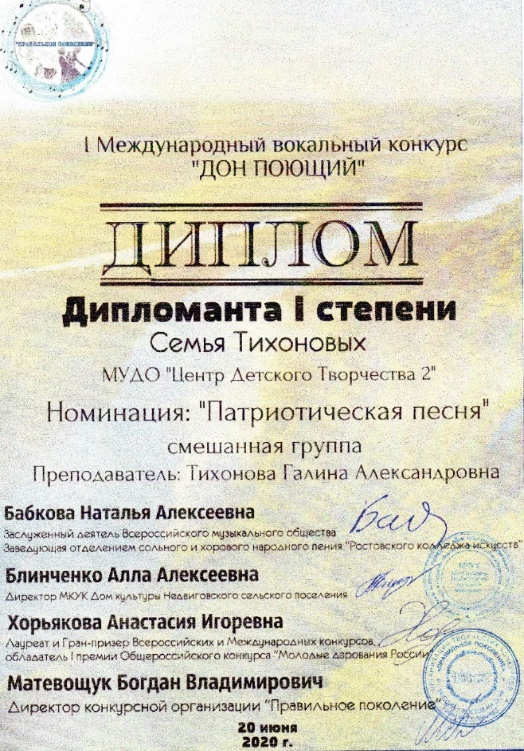 "ПРАВИЛЬНОЕ ПОКОЛЕНИЕ"
I Международный вокальный конкурс
"ДОН ПОЮЩИЙ"
ДИПЛОМ
Дипломанта I степени
Семья Тихоновых
МУДО "Центр Детского Творчества 2"
Номинация: "Патриотическая песня"
смешанная группа
Преподаватель: Тихонова Галина Александровна
Бабкова Наталья Алексеевна
Заслуженный деятель Всероссийского музыкального общества
Заведующая отделением сольного и хорового народного пения "Ростовского колледжа искусств"
Блинченко Алла Алексеевна
Директор МКУК Дом культуры Недвиговского сельского поселения
Хорьякова Анастасия Игоревна
Лауреат и Гран-призер Всероссийских и Международных конкурсов,
обладатель I премии Общероссийского конкурса "Молодые дарования России"
Матевощук Богдан Владимирович
Директор конкурсной организации "Правильное поколение"
20 июня
2020 г.